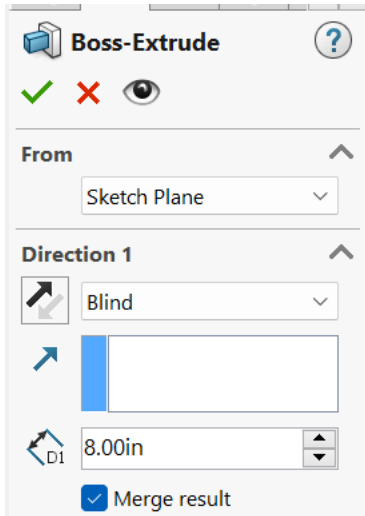 Boss-Extrude
?
From
Sketch Plane
Direction 1
Blind
D1
8.00in
Merge result